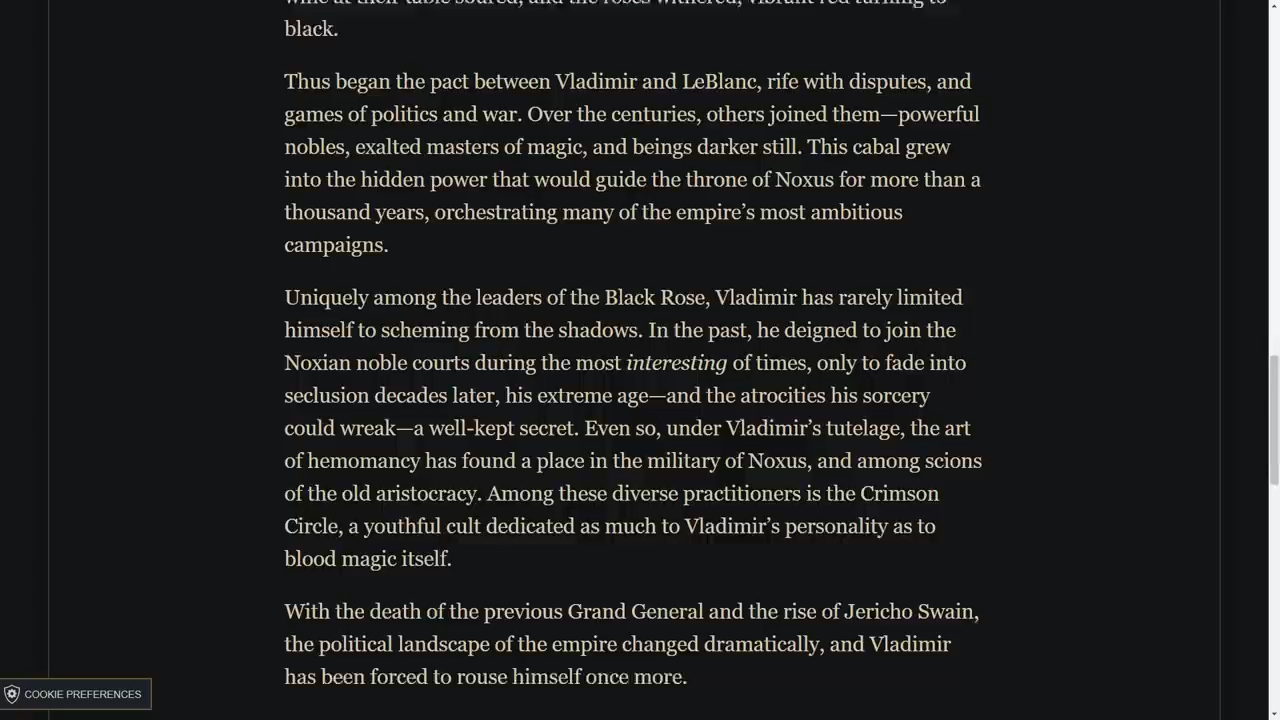 wine at their table soured, and the roses withered, vibrant red turning to
black.
Thus began the pact between Vladimir and LeBlanc, rife with disputes, and
games of politics and war. Over the centuries, others joined them—powerful
nobles, exalted masters of magic, and beings darker still. This cabal grew
into the hidden power that would guide the throne of Noxus for more than a
thousand years, orchestrating many of the empire’s most ambitious
campaigns.
Uniquely among the leaders of the Black Rose, Vladimir has rarely limited
himself to scheming from the shadows. In the past, he deigned to join the
Noxian noble courts during the most interesting of times, only to fade into
seclusion decades later, his extreme age—and the atrocities his sorcery
could wreak—a well-kept secret. Even so, under Vladimir’s tutelage, the art
of hemomancy has found a place in the military of Noxus, and among scions
of the old aristocracy. Among these diverse practitioners is the Crimson
Circle, a youthful cult dedicated as much to Vladimir’s personality as to
blood magic itself.
With the death of the previous Grand General and the rise of Jericho Swain,
the political landscape of the empire changed dramatically, and Vladimir
has been forced to rouse himself once more.
COOKIE PREFERENCES